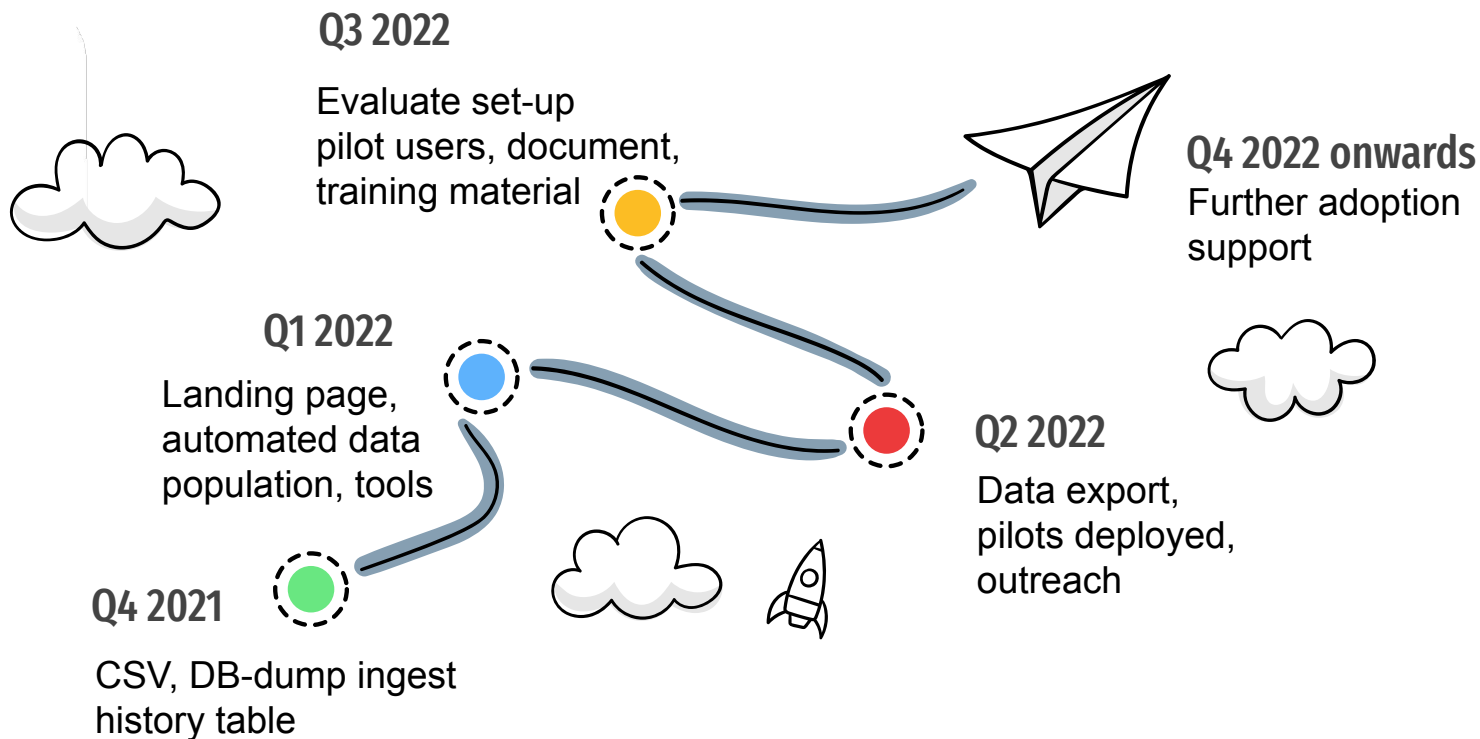 Q3 2022
Evaluate set-up
pilot users, document,
training material
Q4 2022 onwards
Further adoption
support
Q1 2022
Landing page,
automated data
population, tools
Q2 2022
Data export,
pilots deployed,
outreach
Q4 2021
CSV, DB-dump ingest
history table